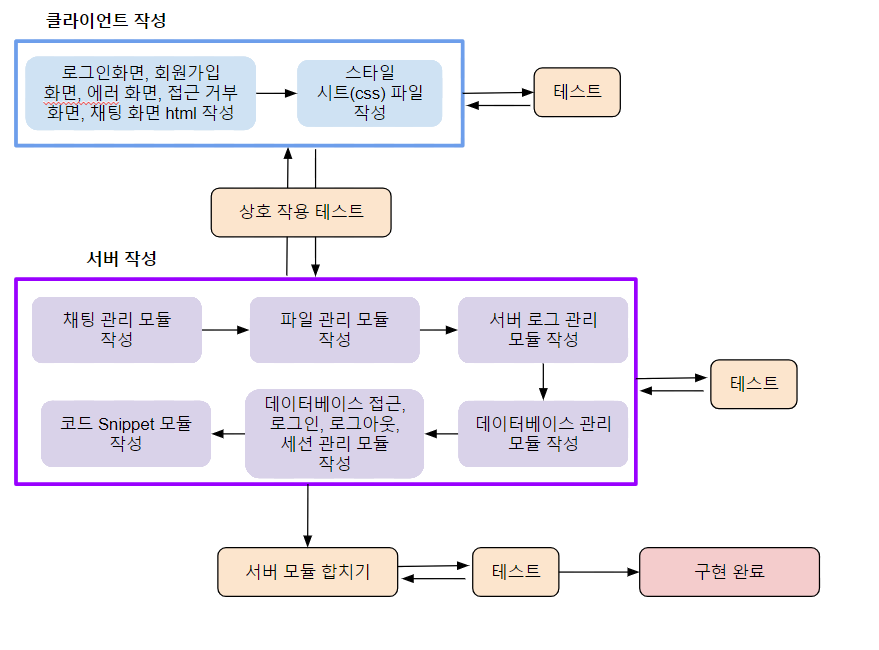 클라이언트 작성
로그인화면, 회원가입
화면, 에러 화면, 접근 거부
화면, 채팅 화면 html 작성
스타일
시트(css) 파일
작성
테스트
상호 작용 테스트
서버 작성
채팅 관리 모듈
작성
파일 관리 모듈
작성
서버 로그 관리
모듈 작성
테스트
코드 Snippet 모듈
작성
데이터베이스 접근,
로그인, 로그아웃,
세션 관리 모듈
작성
데이터베이스 관리
모듈 작성
서버 모듈 합치기
테스트
구현 완료